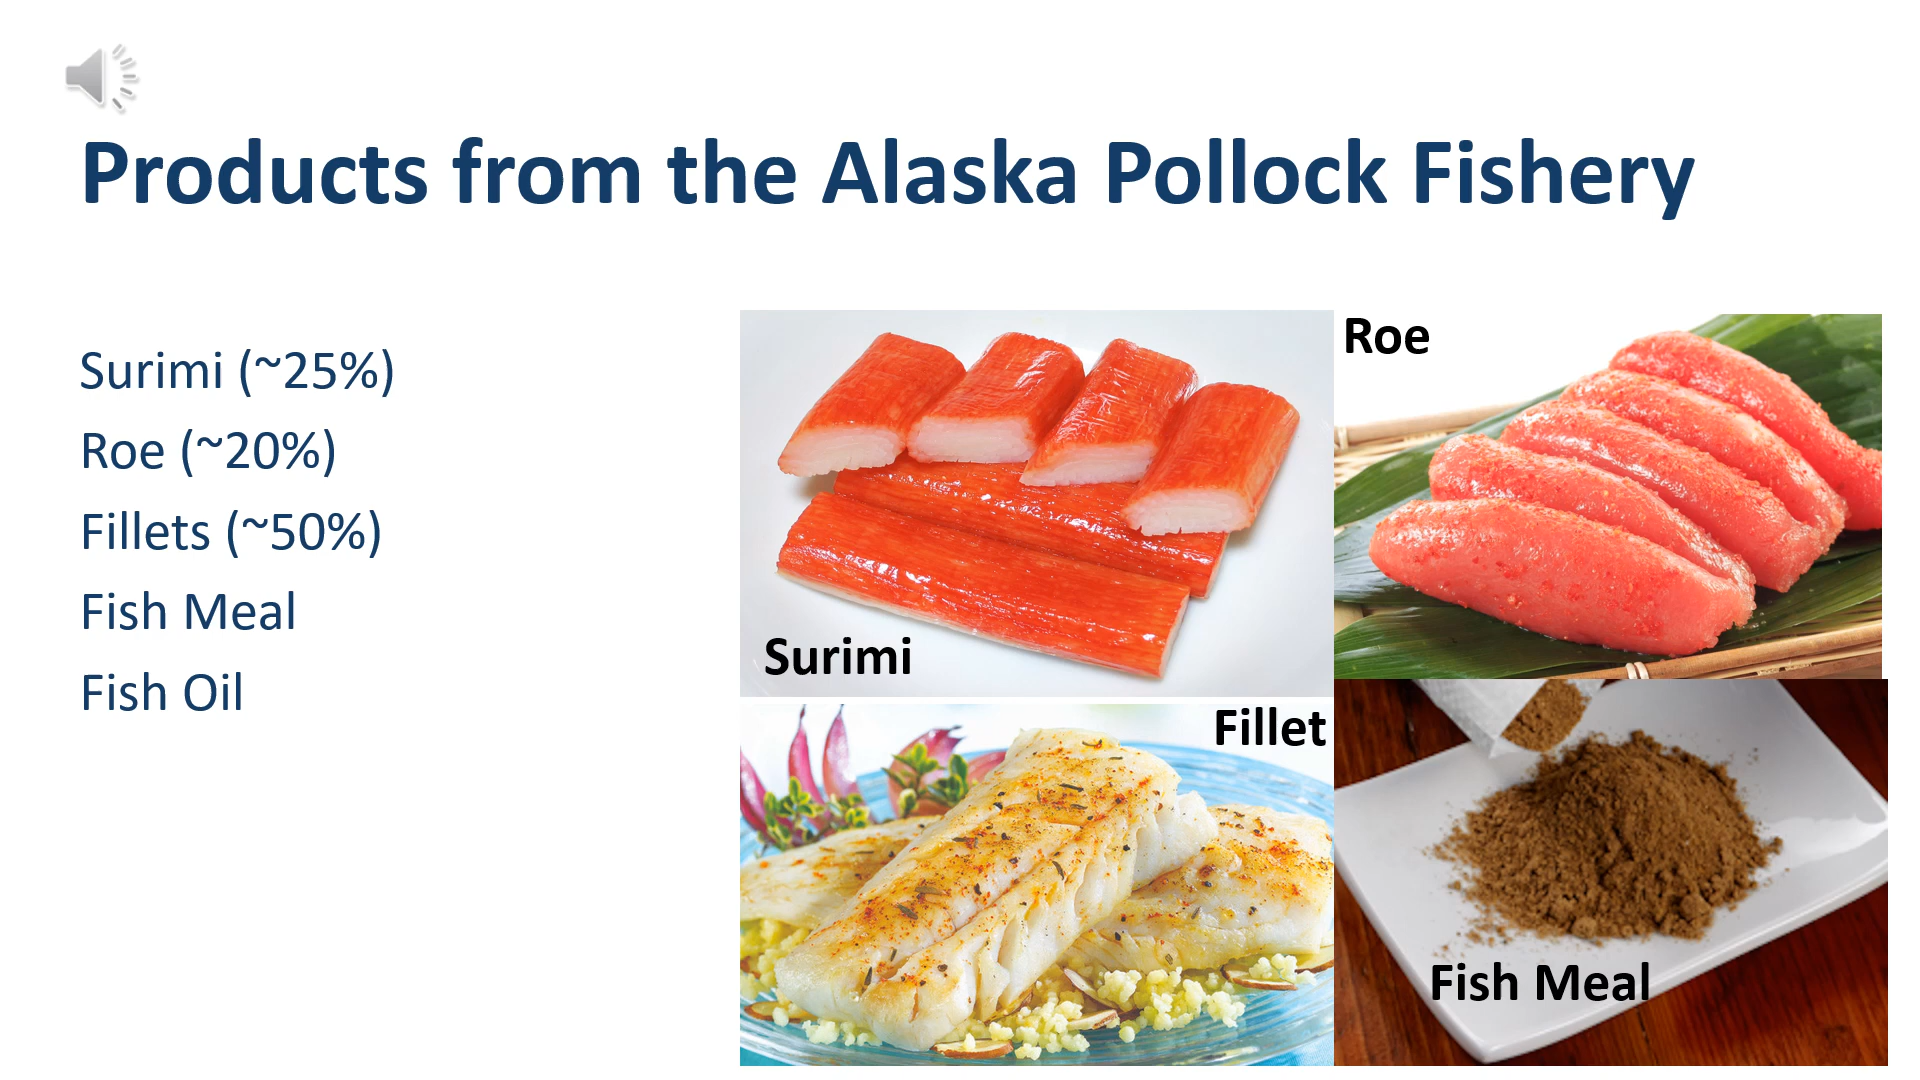 Products from the Alaska Pollock Fishery
Surimi (~25%)
Roe (~20%)
Fillets (~50%)
Fish Meal
Fish Oil
Surimi
Roe
Fillet
Fish Meal